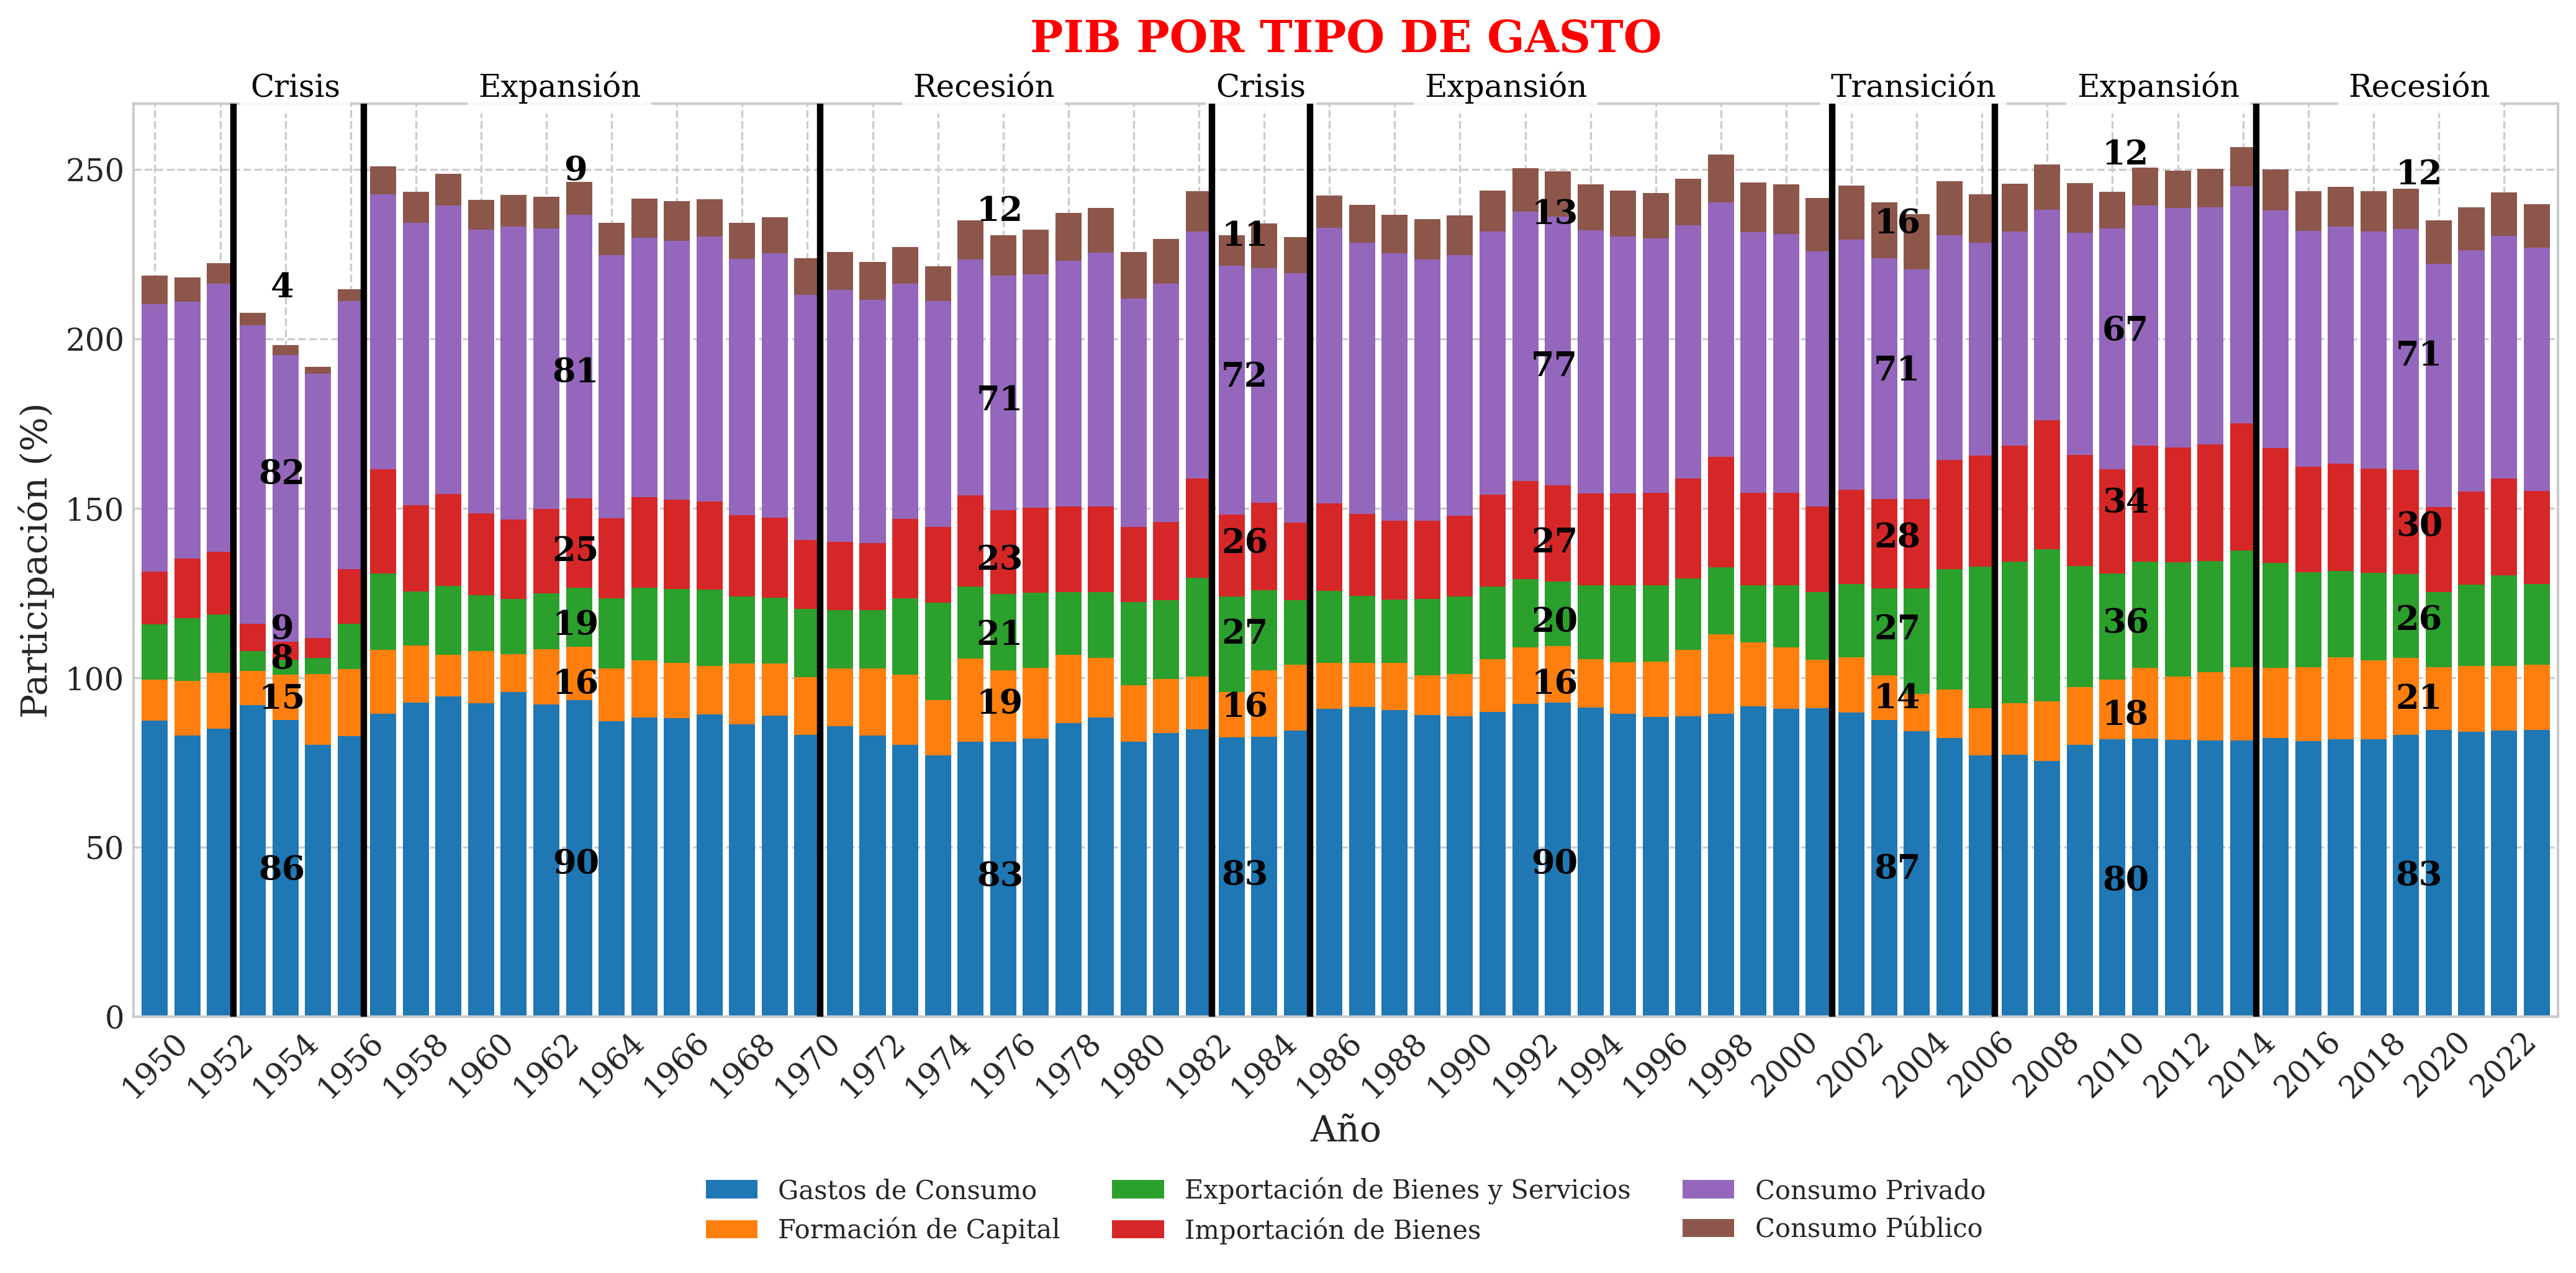 PIB POR TIPO DE GASTO
Crisis Expansión Recesión Crisis Expansión Transición Expansión Recesión
Participación (%)
250
200
150
100
50
0
4 9 12 11 13 16 12 12
82 81 71 72 77 71 67 71
9 25 23 26 27 28 34 30
8 19 21 27 20 27 36 26
15 16 19 16 16 14 18 21
86 90 83 83 90 87 80 83
1950 1952 1954 1956 1958 1960 1962 1964 1966 1968 1970 1972 1974 1976 1978 1980 1982 1984 1986 1988 1990 1992 1994 1996 1998 2000 2002 2004 2006 2008 2010 2012 2014 2016 2018 2020 2022
Año
Gastos de Consumo Exportación de Bienes y Servicios Consumo Privado
Formación de Capital Importación de Bienes Consumo Público